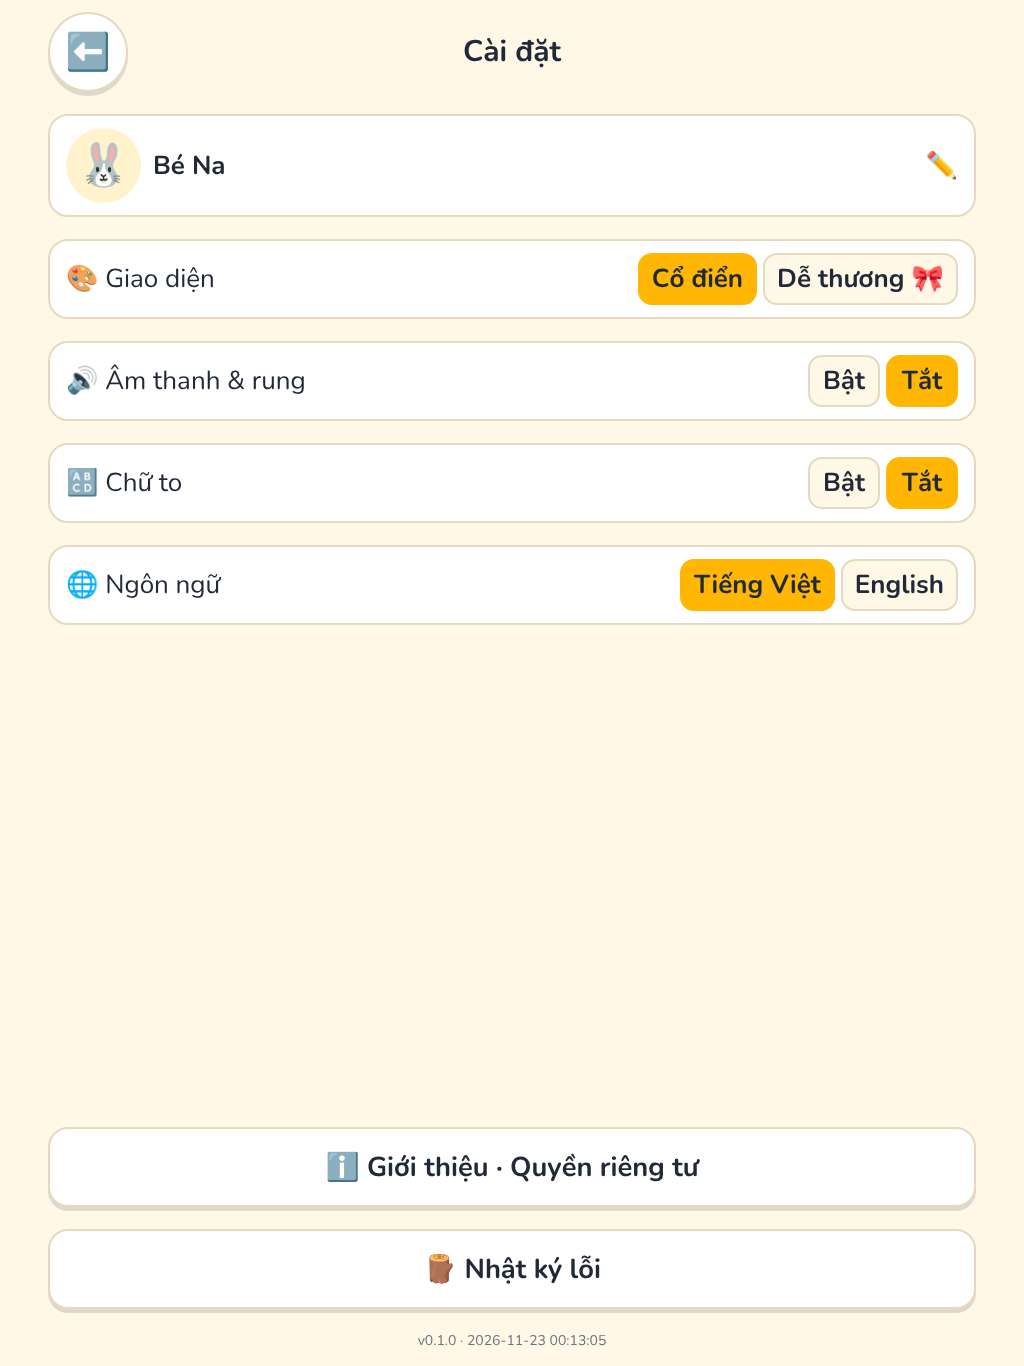 Cài đặt
Bé Na
Giao diện Cổ điển Dễ thương
Âm thanh & rung Bật Tắt
Chữ to Bật Tắt
Ngôn ngữ Tiếng Việt English
Giới thiệu · Quyền riêng tư
Nhật ký lỗi
v0.1.0 · 2026-11-23 00:13:05